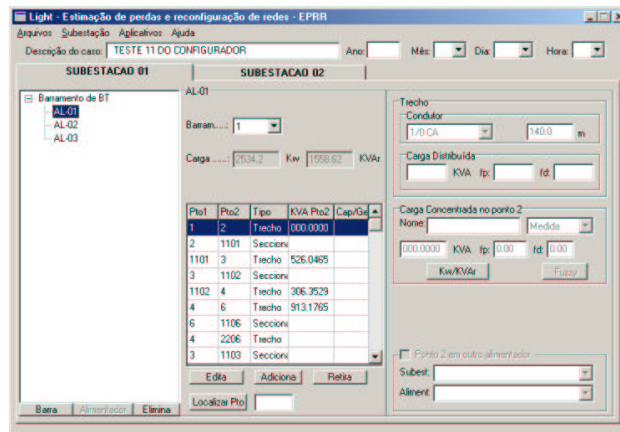 Light - Estimação de perdas e reconfiguração de redes - EPRR
Arquivos Subestação Aplicativos Ajuda
Descrição do caso: TESTE 11 DO CONFIGURADOR Ano: Mês: Dia: Hora:
SUBESTACAO 01 SUBESTACAO 02
Barramento de BT
AL-01
AL-02
AL-03
Barra Alimentador Elimina
AL-01
Barram....: 1
Carga .....: 2534.2 Kw 1558.62 KVAr
Pto1 Pto2 Tipo KVA Pto2 Cap/Ge
1 2 Trecho 000.0000
2 1101 Secciona
1101 3 Trecho 526.0465
3 1102 Secciona
1102 4 Trecho 306.3529
4 6 Trecho 913.1765
6 1106 Secciona
4 2206 Trecho
3 1103 Secciona
Edita Adiciona Retira
Localizar Pto
Trecho
Condutor
1/0 CA 140.0 m
Carga Distribuída
KVA fp: fd:
Carga Concentrada no ponto 2
Nome: Medida
000.0000 KVA fp: 0.00 fd: 0.00
Kw/KVAr Fuzzy
Ponto 2 em outro alimentador
Subest:
Aliment: